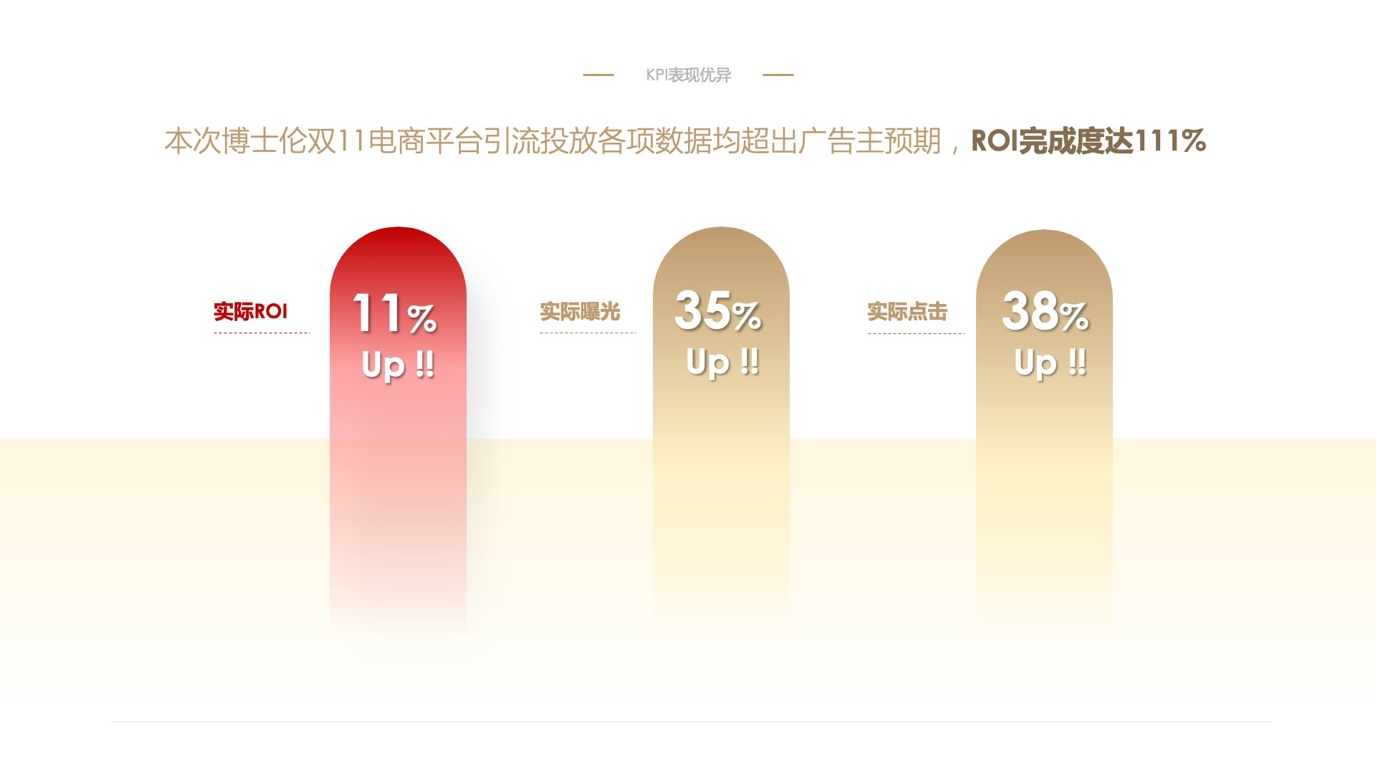 KPI表现优异
本次博士伦双11电商平台引流投放各项数据均超出广告主预期，ROI完成度达111%
实际ROI
11%
Up !!
实际曝光
35%
Up !!
实际点击
38%
Up !!